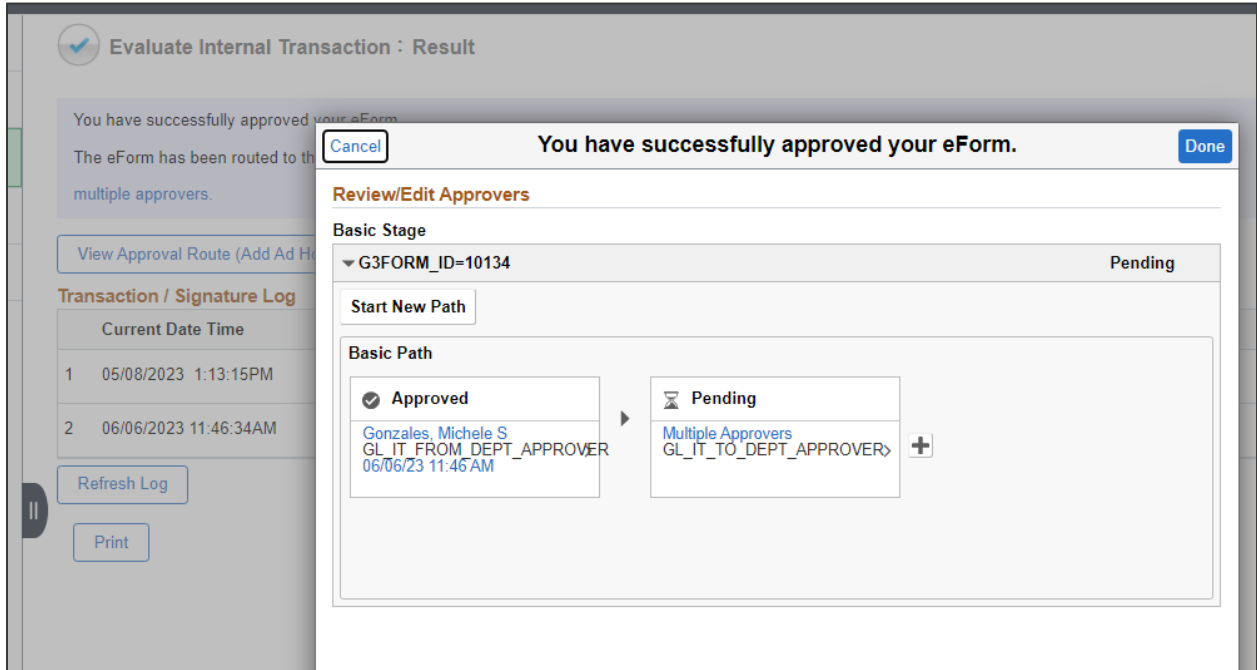 Evaluate Internal Transaction : Result
You have successfully approved your eForm
The eForm has been routed to th
multiple approvers.
View Approval Route (Add Ad Ho
Transaction / Signature Log
Current Date Time
1 05/08/2023 1:13:15PM
2 06/06/2023 11:46:34AM
Refresh Log
Print
Cancel
You have successfully approved your eForm.
Done
Review/Edit Approvers
Basic Stage
G3FORM_ID=10134 Pending
Start New Path
Basic Path
Approved
Gonzales, Michele S
GL_IT_FROM_DEPT_APPROVER
06/06/23 11:46 AM
Pending
Multiple Approvers
GL_IT_TO_DEPT_APPROVER